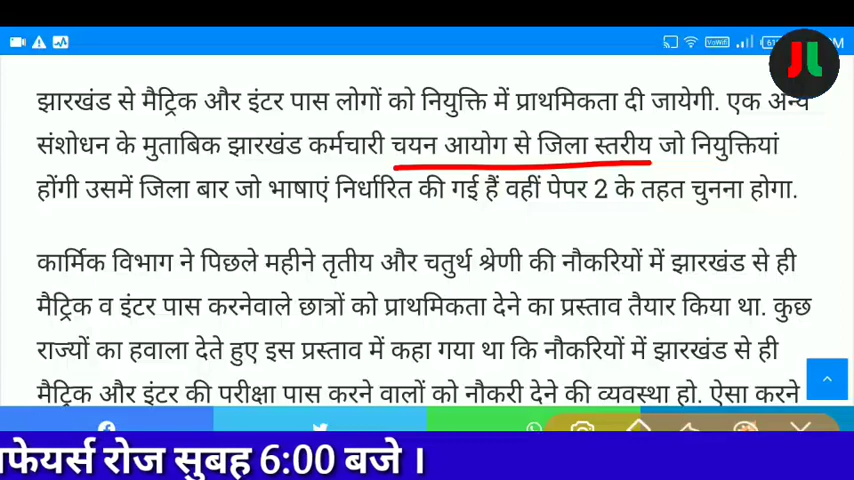 झारखंड से मैट्रिक और इंटर पास लोगों को नियुक्ति में प्राथमिकता दी जायेगी. एक अन्य
संशोधन के मुताबिक झारखंड कर्मचारी चयन आयोग से जिला स्तरीय जो नियुक्तियां
होंगी उसमें जिला बार जो भाषाएं निर्धारित की गई हैं वहीं पेपर 2 के तहत चुनना होगा.
कार्मिक विभाग ने पिछले महीने तृतीय और चतुर्थ श्रेणी की नौकरियों में झारखंड से ही
मैट्रिक व इंटर पास करनेवाले छात्रों को प्राथमिकता देने का प्रस्ताव तैयार किया था. कुछ
राज्यों का हवाला देते हुए इस प्रस्ताव में कहा गया था कि नौकरियों में झारखंड से ही
मैट्रिक और इंटर की परीक्षा पास करने वालों को नौकरी देने की व्यवस्था हो. ऐसा करने
रोज सुबह 6:00 बजे ।